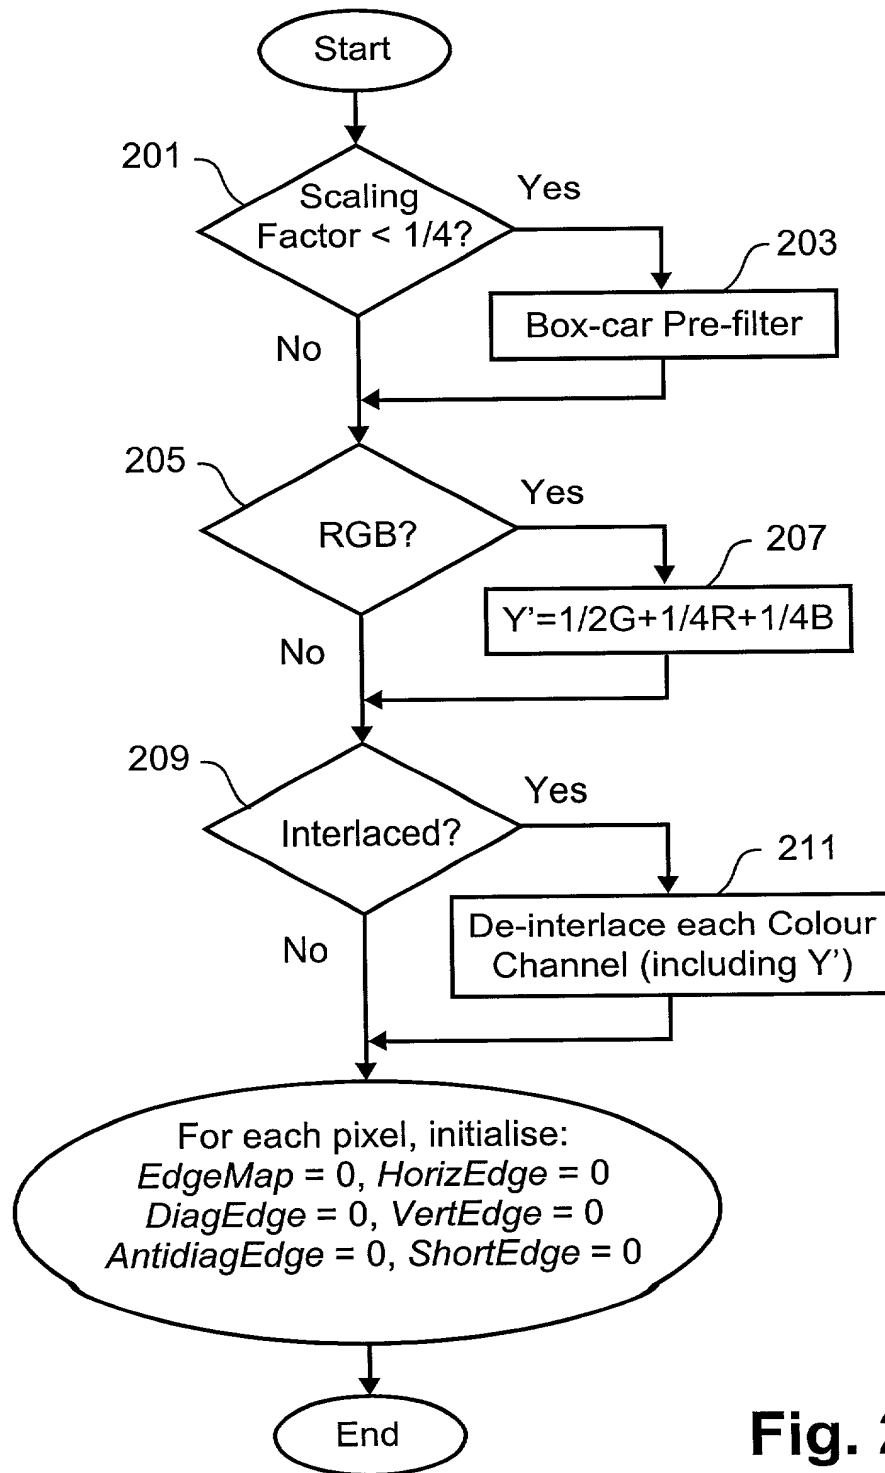 Start
201
Scaling
Factor < 1/4?
Yes
203
Box-car Pre-filter
No
205
RGB?
Yes
207
Y'=1/2G+1/4R+1/4B
No
209
Interlaced?
Yes
211
De-interlace each Colour
Channel (including Y')
No
For each pixel, initialise:
EdgeMap = 0, HorizEdge = 0
DiagEdge = 0, VertEdge = 0
AntidiagEdge = 0, ShortEdge = 0
End
Fig. 2